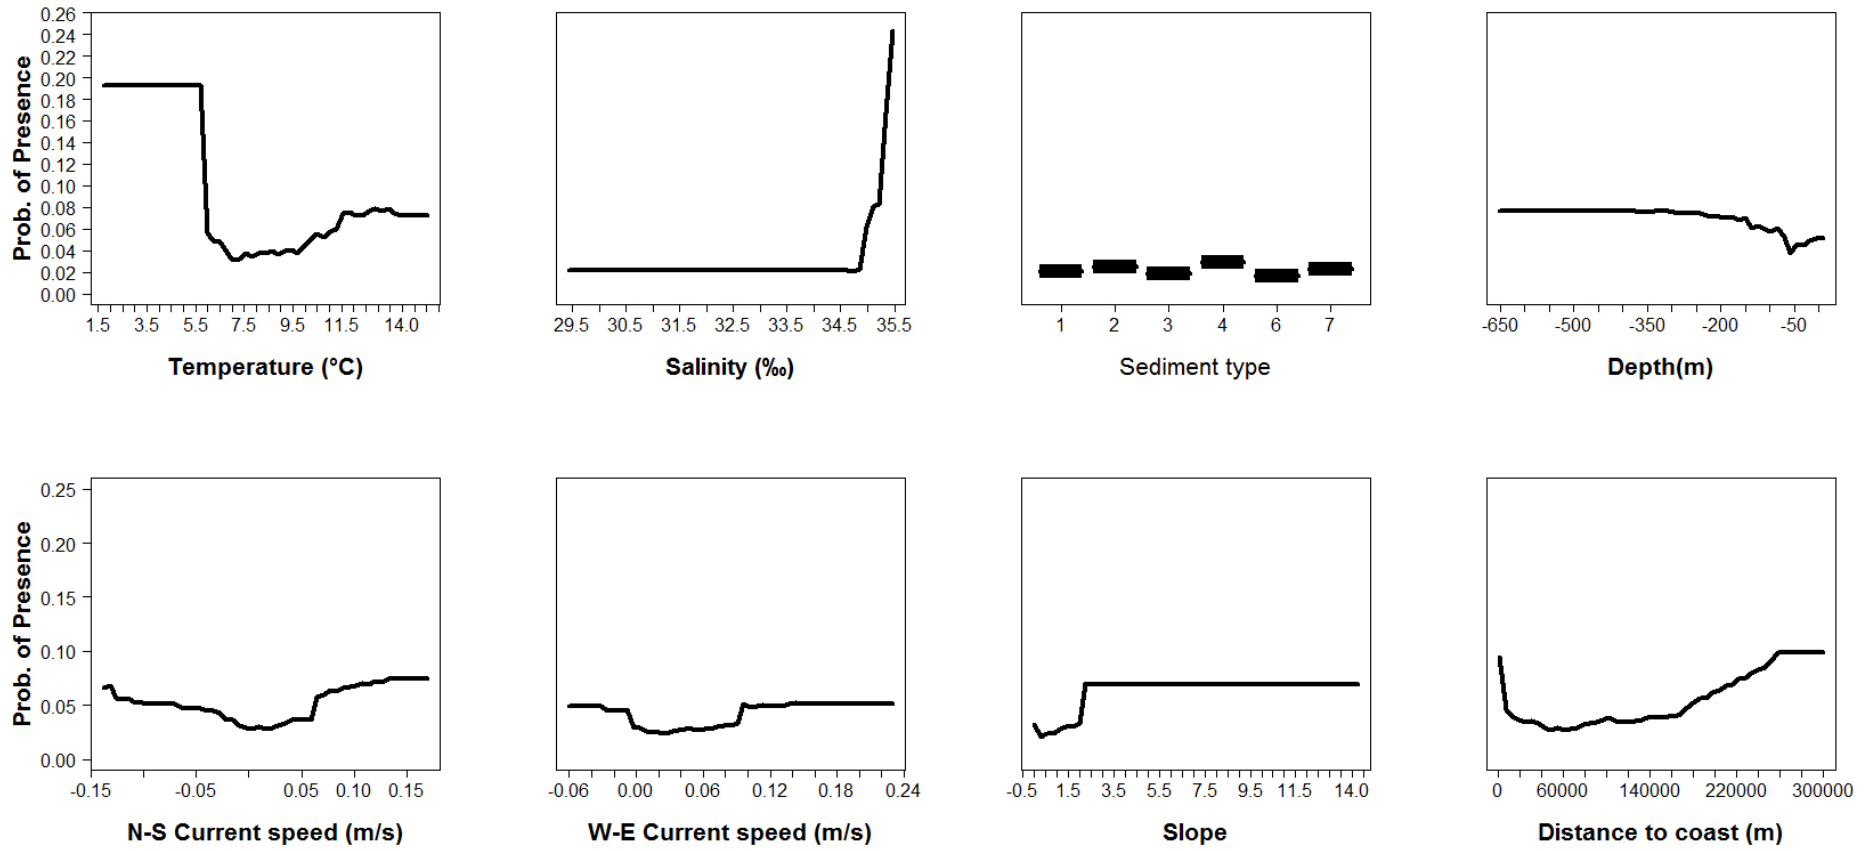 Prob. of Presence
0.26
0.24
0.22
0.20
0.18
0.16
0.14
0.12
0.10
0.08
0.06
0.04
0.02
0.00
1.5 3.5 5.5 7.5 9.5 11.5 14.0
Temperature (°C)
29.5 30.5 31.5 32.5 33.5 34.5 35.5
Salinity (‰)
1 2 3 4 6 7
Sediment type
-650 -500 -350 -200 -50
Depth(m)
Prob. of Presence
0.25
0.20
0.15
0.10
0.05
0.00
-0.15 -0.05 0.05 0.10 0.15
N-S Current speed (m/s)
-0.06 0.00 0.06 0.12 0.18 0.24
W-E Current speed (m/s)
-0.5 1.5 3.5 5.5 7.5 9.5 11.5 14.0
Slope
0 60000 140000 220000 300000
Distance to coast (m)